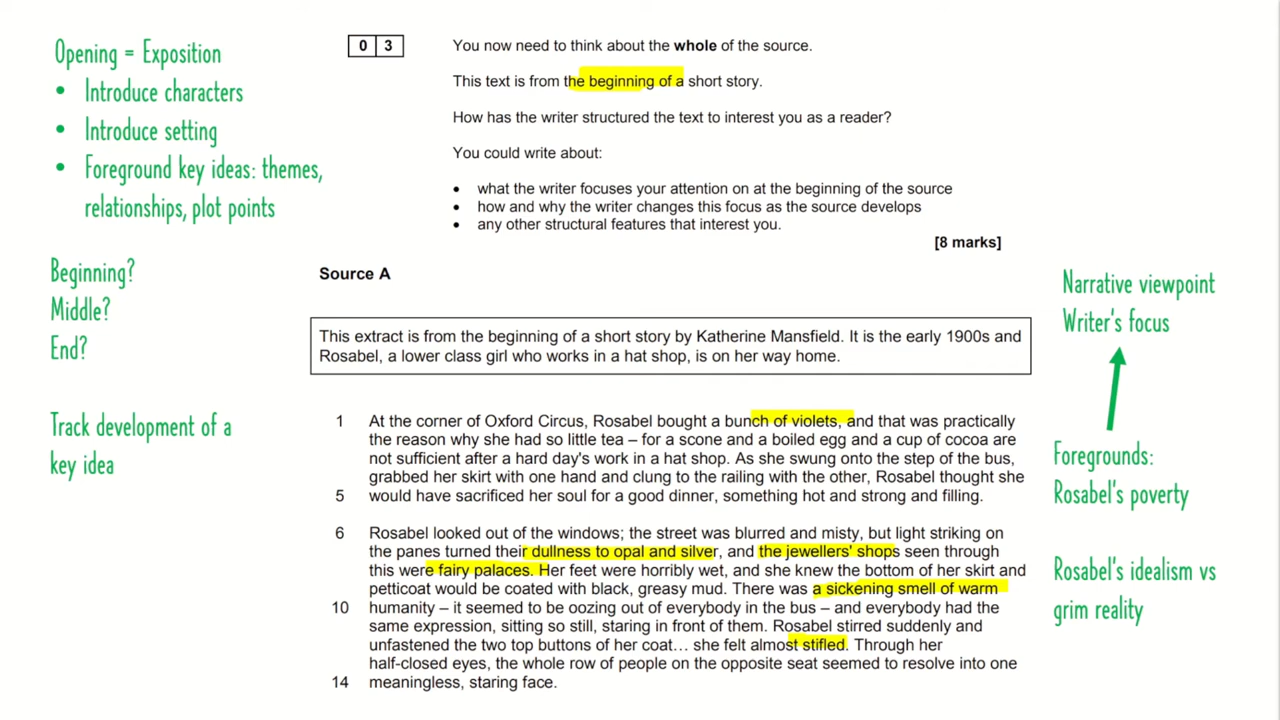 Opening = Exposition
• Introduce characters
• Introduce setting
• Foreground key ideas: themes,
relationships, plot points
Beginning?
Middle?
End?
Track development of a
key idea
0 3
You now need to think about the whole of the source.
This text is from the beginning of a short story.
How has the writer structured the text to interest you as a reader?
You could write about:
• what the writer focuses your attention on at the beginning of the source
• how and why the writer changes this focus as the source develops
• any other structural features that interest you.
[8 marks]
Source A
This extract is from the beginning of a short story by Katherine Mansfield. It is the early 1900s and
Rosabel, a lower class girl who works in a hat shop, is on her way home.
1 At the corner of Oxford Circus, Rosabel bought a bunch of violets, and that was practically
the reason why she had so little tea – for a scone and a boiled egg and a cup of cocoa are
not sufficient after a hard day's work in a hat shop. As she swung onto the step of the bus,
grabbed her skirt with one hand and clung to the railing with the other, Rosabel thought she
5 would have sacrificed her soul for a good dinner, something hot and strong and filling.
6 Rosabel looked out of the windows; the street was blurred and misty, but light striking on
the panes turned their dullness to opal and silver, and the jewellers' shops seen through
this were fairy palaces. Her feet were horribly wet, and she knew the bottom of her skirt and
petticoat would be coated with black, greasy mud. There was a sickening smell of warm
10 humanity – it seemed to be oozing out of everybody in the bus – and everybody had the
same expression, sitting so still, staring in front of them. Rosabel stirred suddenly and
unfastened the two top buttons of her coat... she felt almost stifled. Through her
half-closed eyes, the whole row of people on the opposite seat seemed to resolve into one
14 meaningless, staring face.
Narrative viewpoint
Writer's focus
Foregrounds:
Rosabel's poverty
Rosabel's idealism vs
grim reality